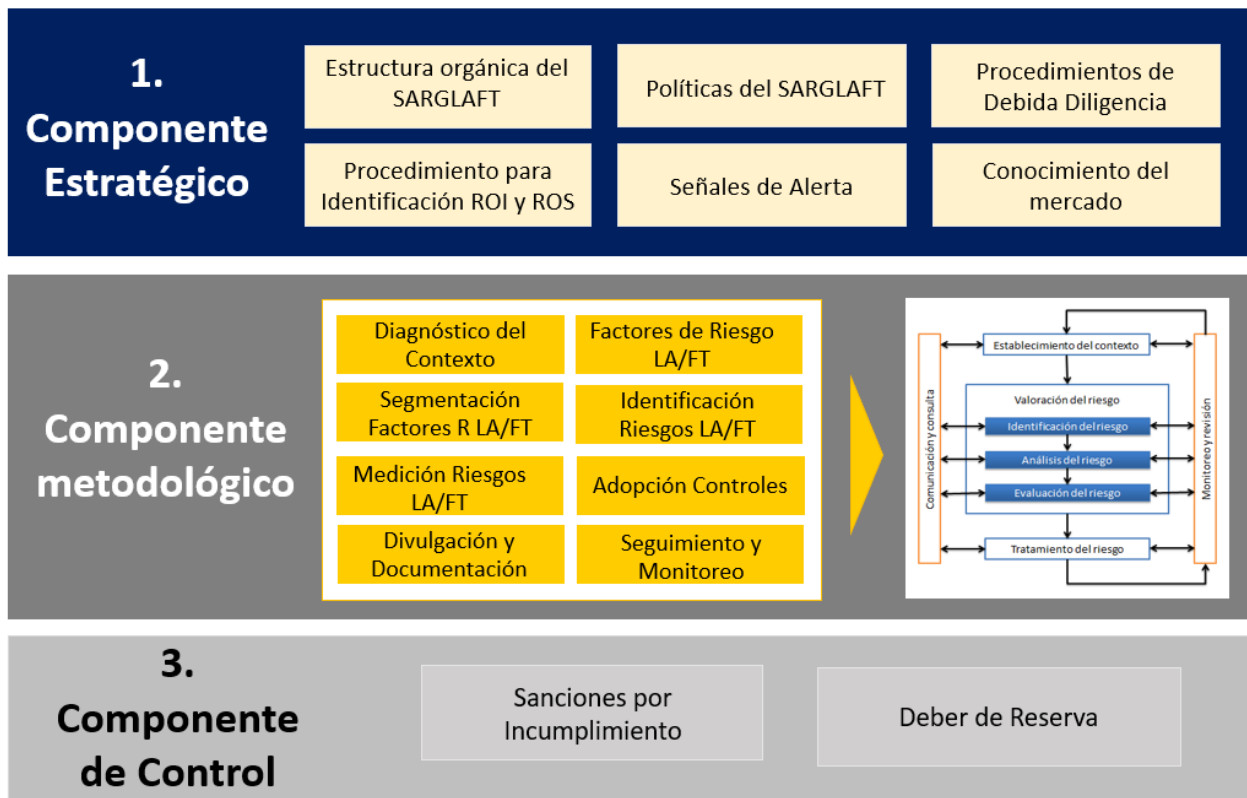 1.
Componente
Estratégico
Estructura orgánica del
SARGLAFT
Políticas del SARGLAFT
Procedimientos de
Debida Diligencia
Procedimiento para
Identificación ROI y ROS
Señales de Alerta
Conocimiento del
mercado
2.
Componente
metodológico
Diagnóstico del
Contexto
Factores de Riesgo
LA/FT
Segmentación
Factores R LA/FT
Identificación
Riesgos LA/FT
Medición Riesgos
LA/FT
Adopción Controles
Divulgación y
Documentación
Seguimiento y
Monitoreo
Comunicación y consulta
Establecimiento del contexto
Valoración del riesgo
Identificación del riesgo
Análisis del riesgo
Evaluación del riesgo
Tratamiento del riesgo
Monitoreo y revisión
3.
Componente
de Control
Sanciones por
Incumplimiento
Deber de Reserva